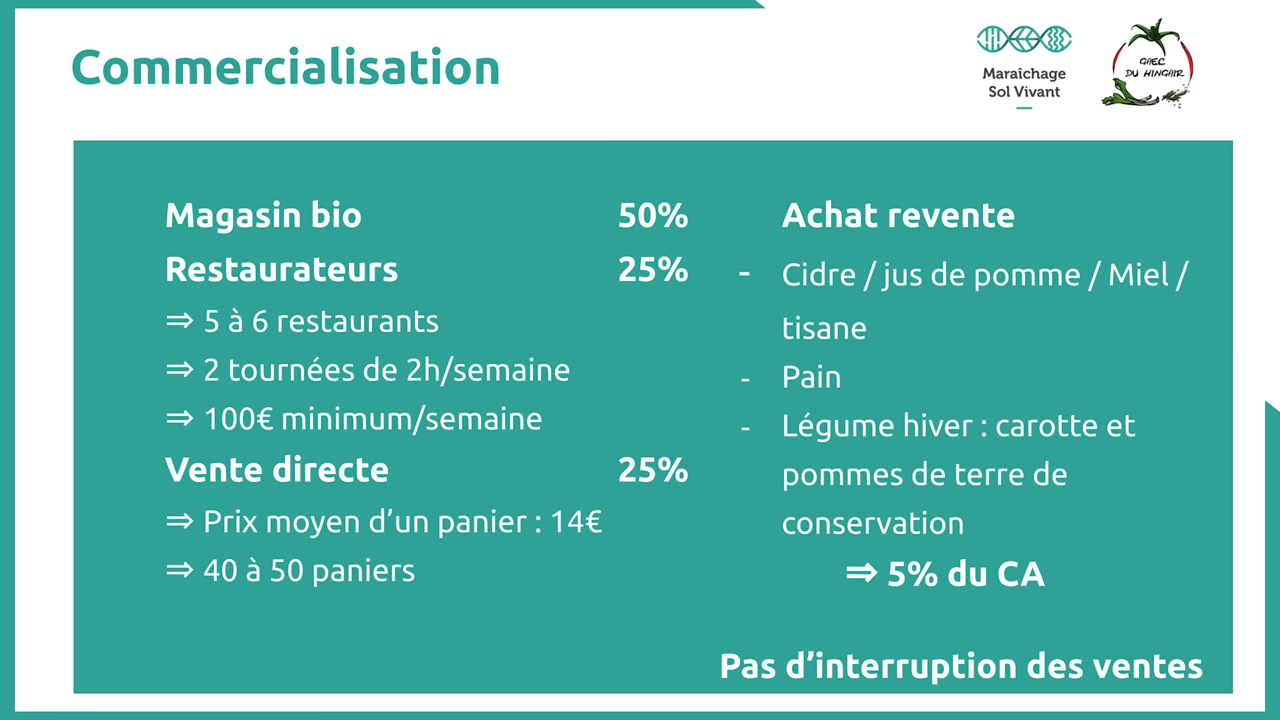 Commercialisation
Maraîchage
Sol Vivant
GAEC
DU HINGAIR
Magasin bio 50%
Restaurateurs 25%
⇒ 5 à 6 restaurants
⇒ 2 tournées de 2h/semaine
⇒ 100€ minimum/semaine
Vente directe 25%
⇒ Prix moyen d’un panier : 14€
⇒ 40 à 50 paniers
Achat revente
- Cidre / jus de pomme / Miel /
tisane
- Pain
- Légume hiver : carotte et
pommes de terre de
conservation
⇒ 5% du CA
Pas d’interruption des ventes